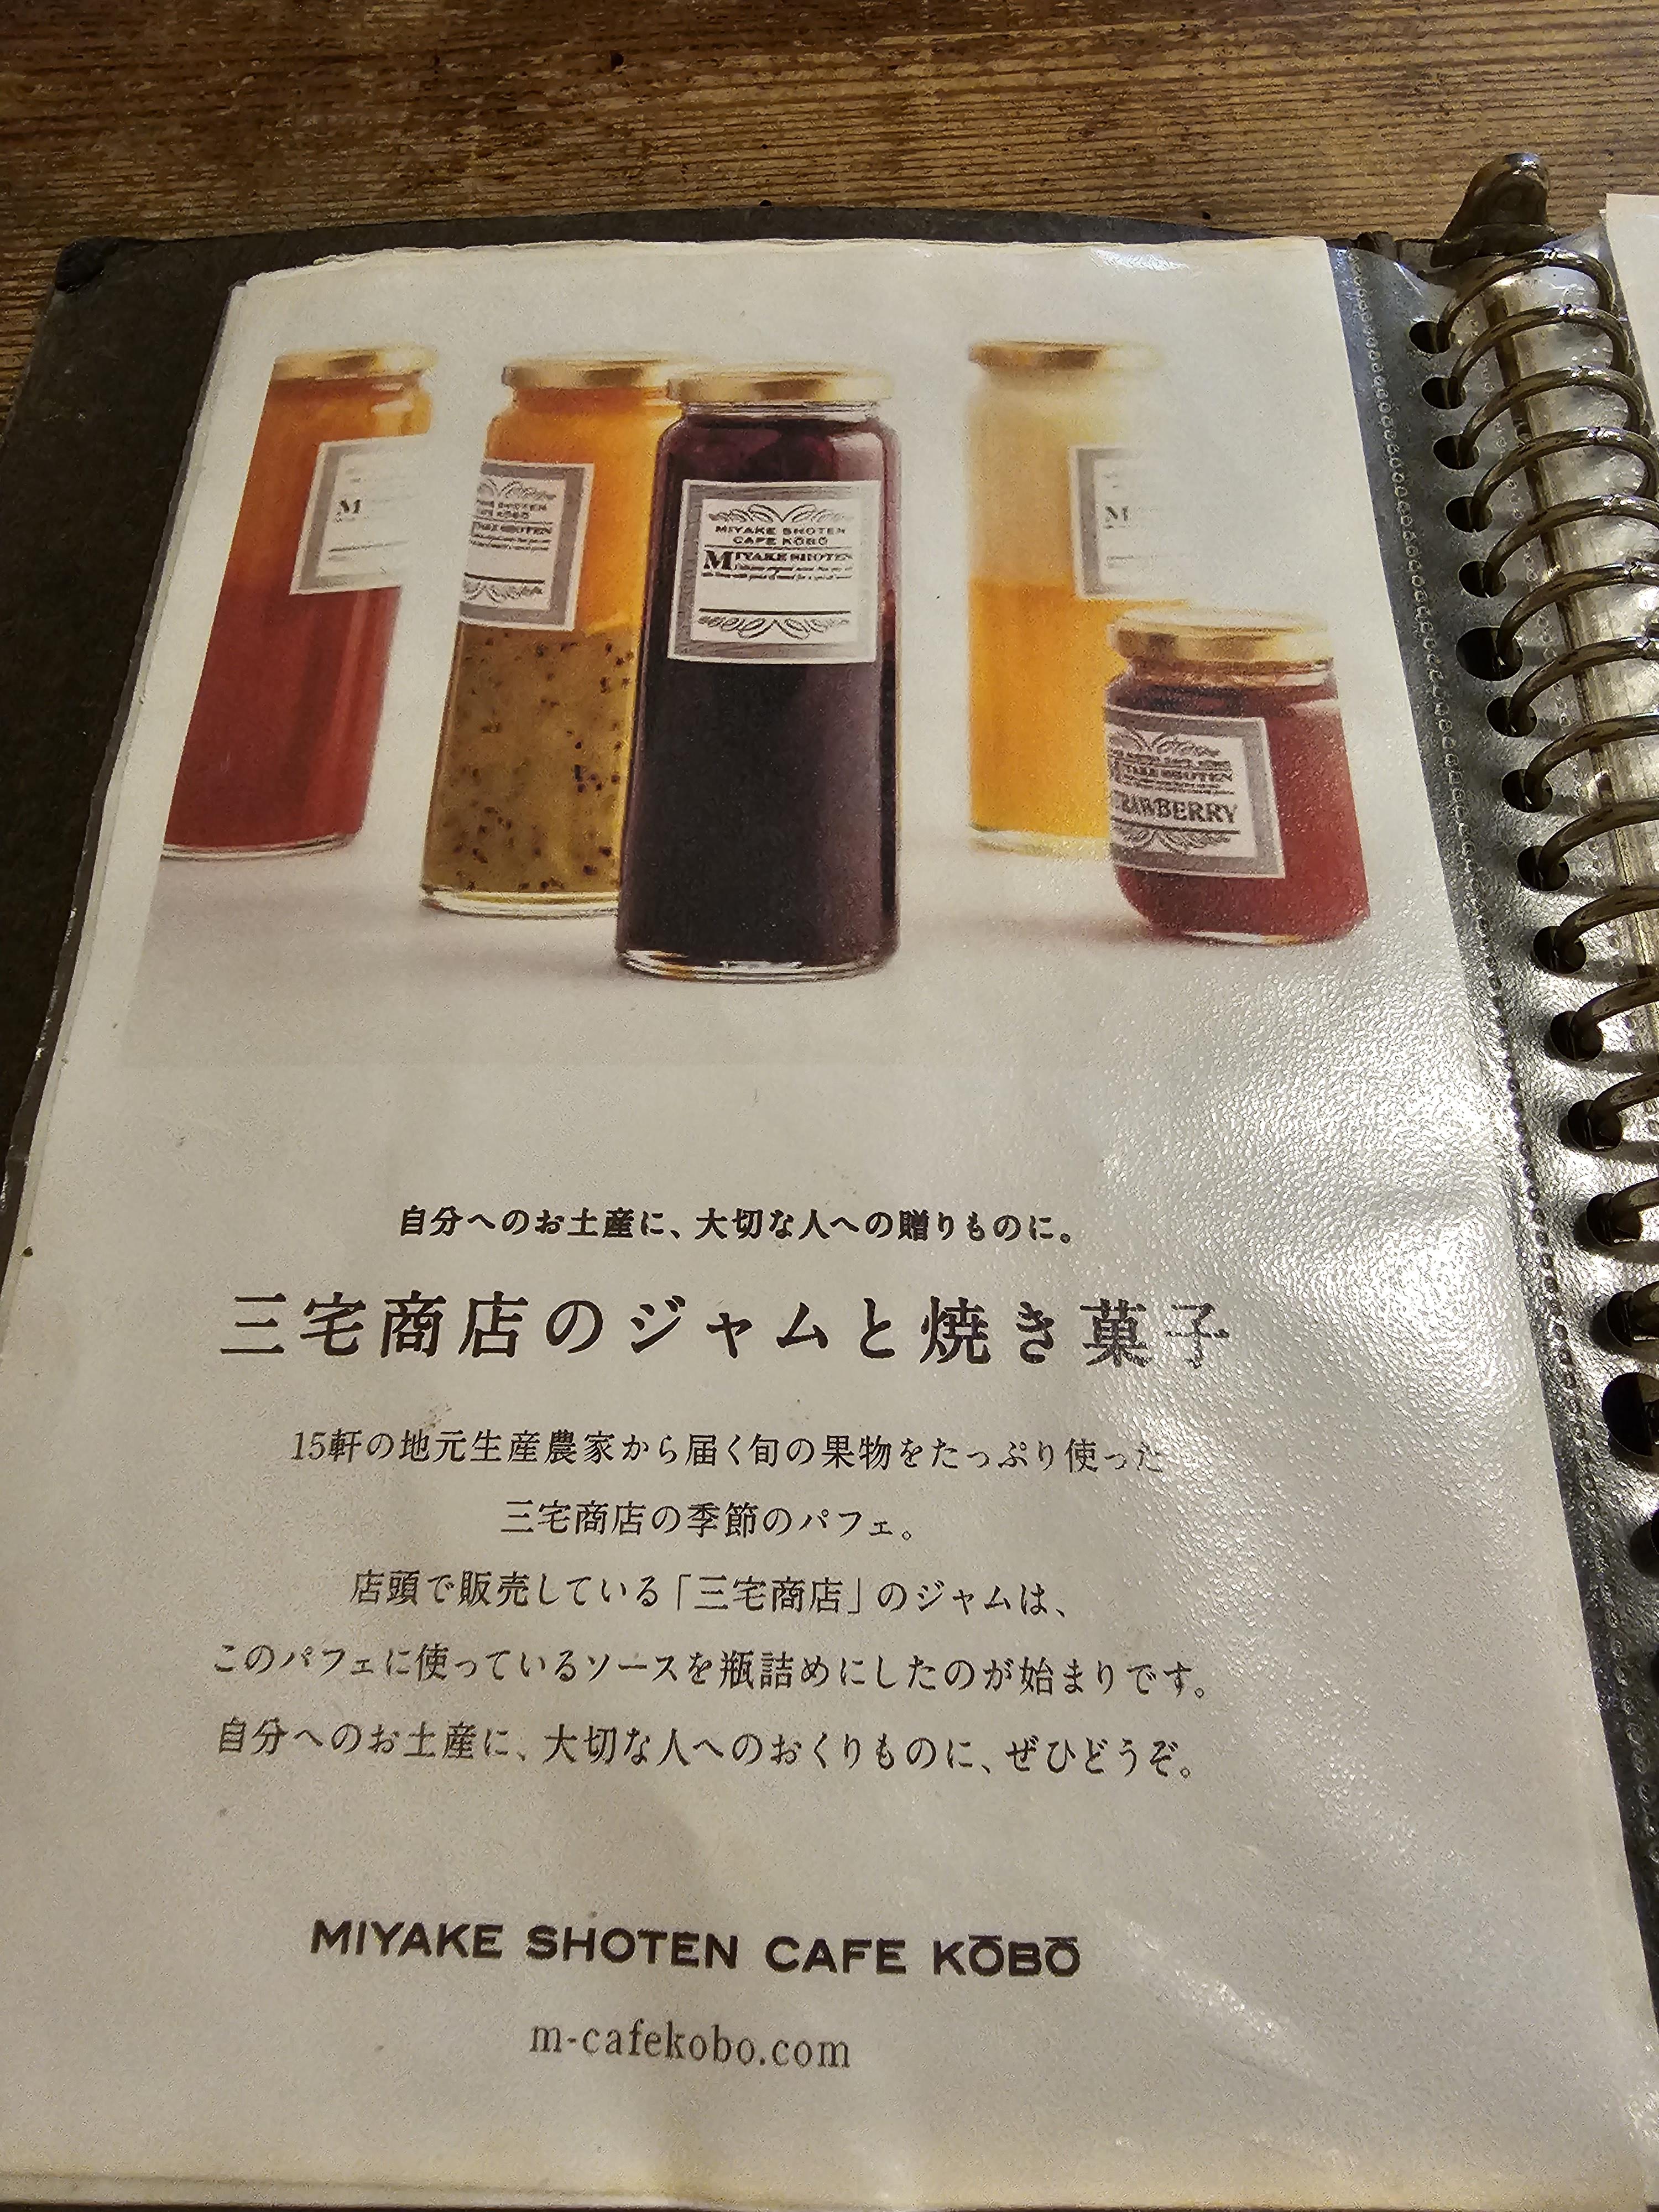 M
M
MIYAKE SHOTEN
CAFE KŌBŌ
MIYAKE SHOTEN
RAWBERRY
自分へのお土産に、大切な人への贈りものに。
三宅商店のジャムと焼き菓子
15軒の地元生産農家から届く旬の果物をたっぷり使った
三宅商店の季節のパフェ。
店頭で販売している「三宅商店」のジャムは、
このパフェに使っているソースを瓶詰めにしたのが始まりです。
自分へのお土産に、大切な人へのおくりものに、ぜひどうぞ。
MIYAKE SHOTEN CAFE KŌBŌ
m-cafekobo.com